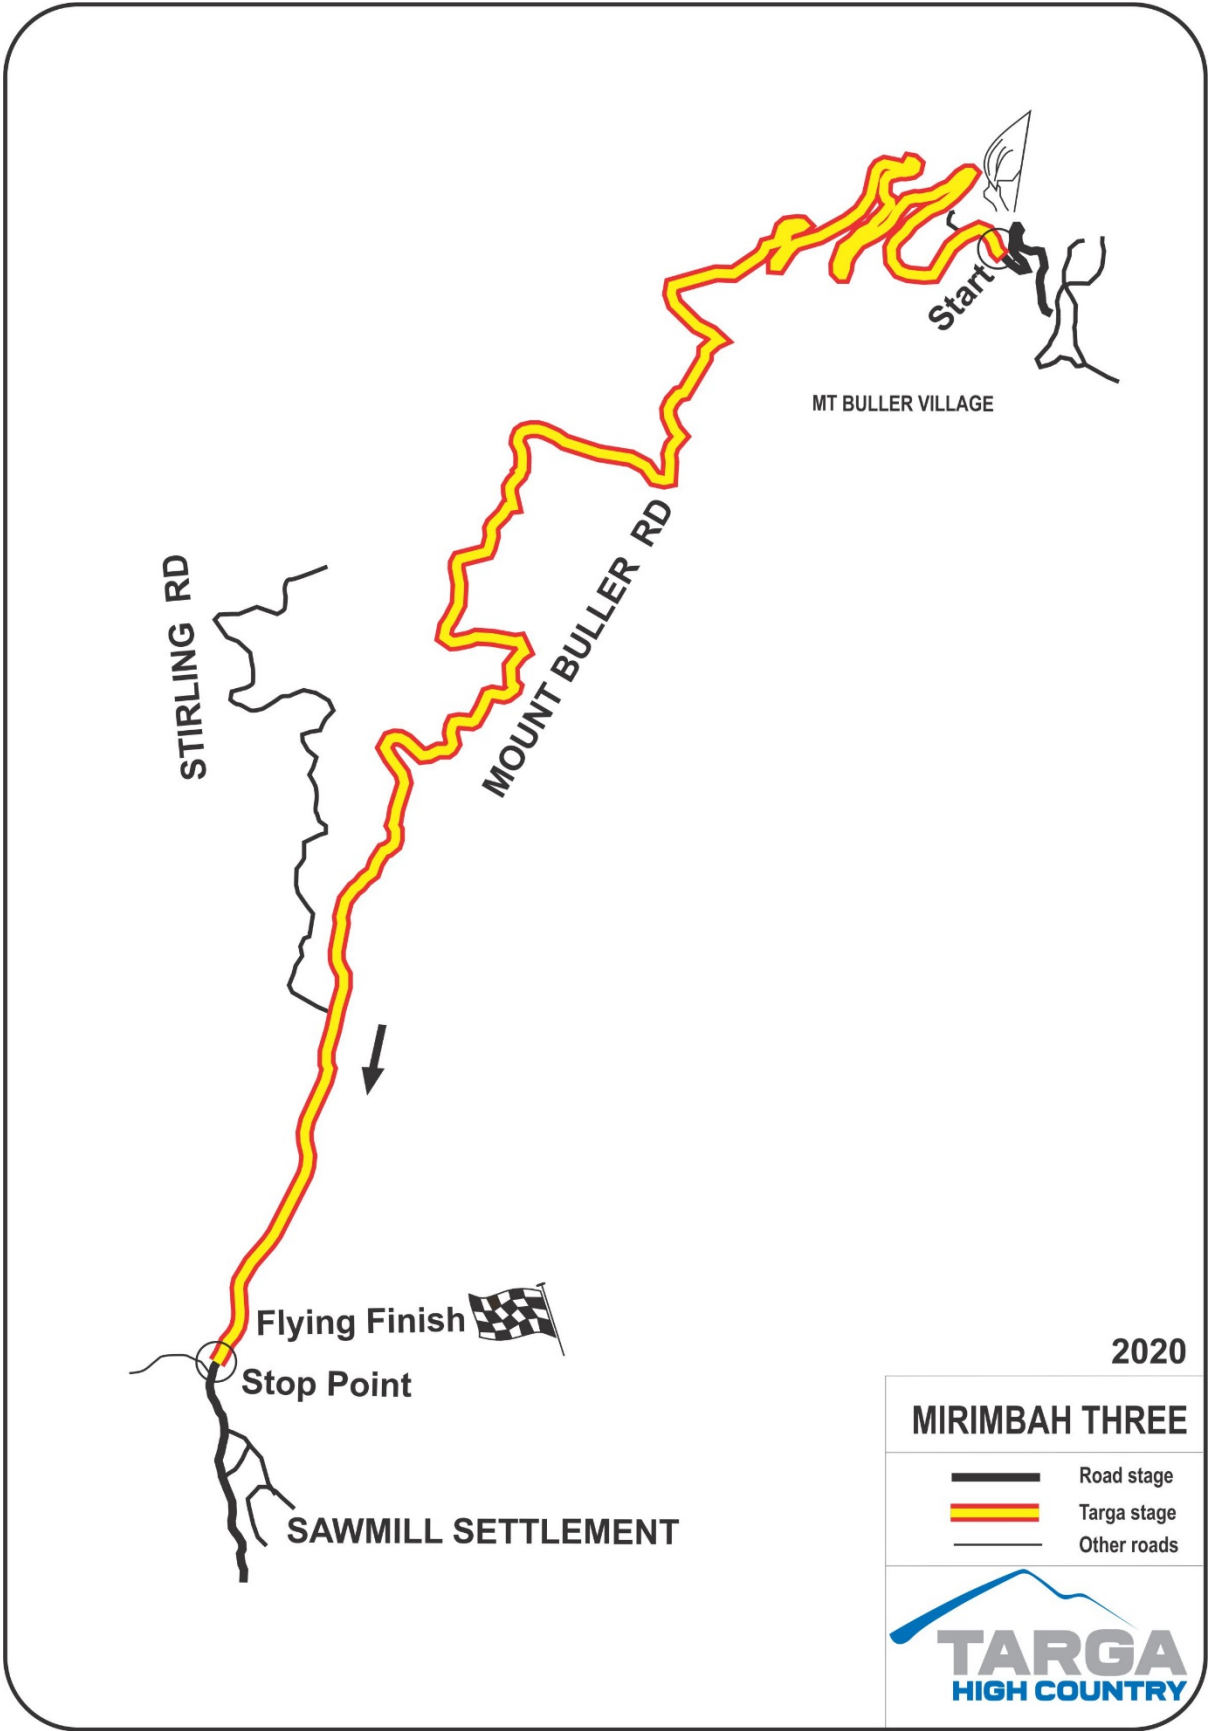 Start
MT BULLER VILLAGE
MOUNT BULLER RD
STIRLING RD
Flying Finish
Stop Point
SAWMILL SETTLEMENT
2020
MIRIMBAH THREE
Road stage
Targa stage
Other roads
TARGA
HIGH COUNTRY